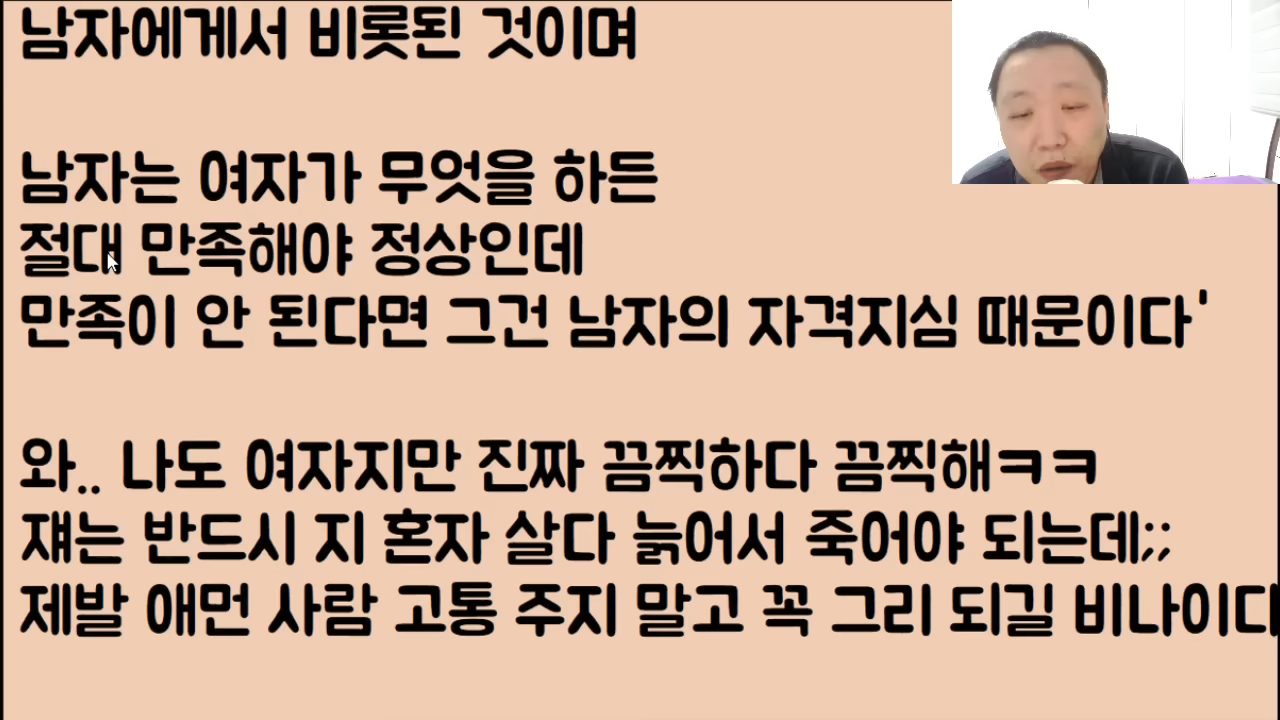 남자에게서 비롯된 것이며
남자는 여자가 무엇을 하든
절대 만족해야 정상인데
만족이 안 된다면 그건 남자의 자격지심 때문이다'
와.. 나도 여자지만 진짜 끔찍하다 끔찍해ㅋㅋ
쟤는 반드시 지 혼자 살다 늙어서 죽어야 되는데;;
제발 애먼 사람 고통 주지 말고 꼭 그리 되길 비나이다